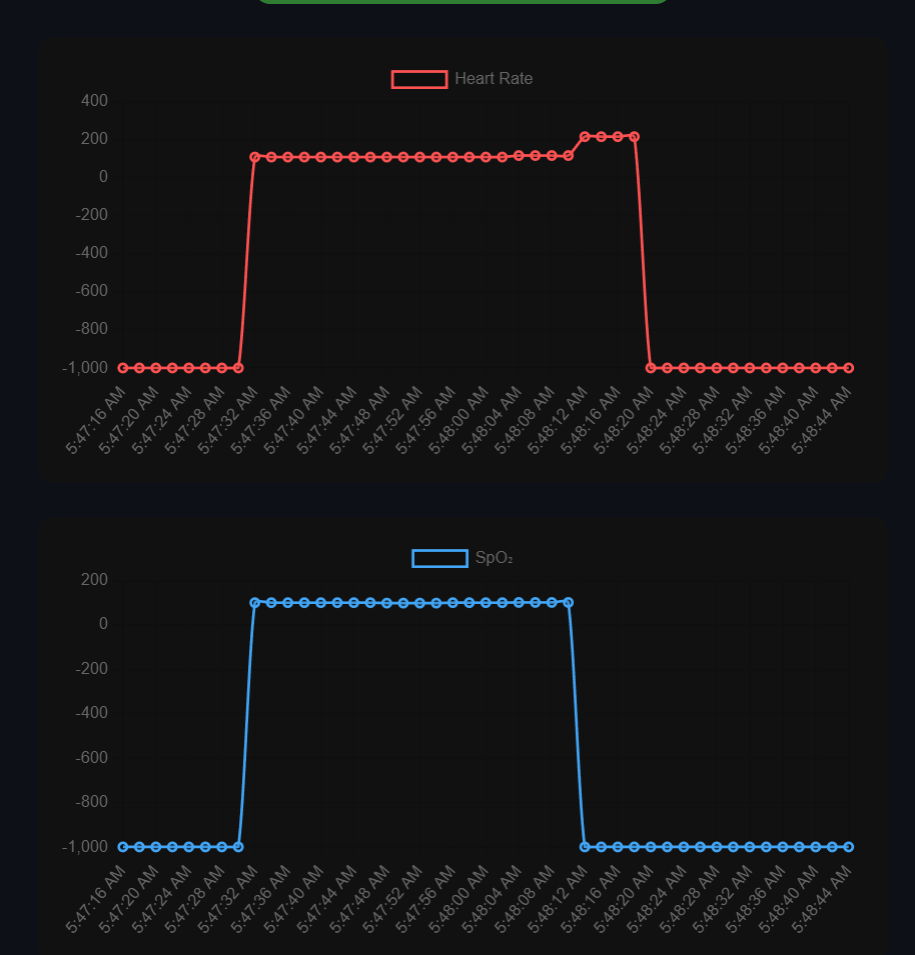 Heart Rate
400
200
0
-200
-400
-600
-800
-1,000
5:47:16 AM
5:47:20 AM
5:47:24 AM
5:47:28 AM
5:47:32 AM
5:47:36 AM
5:47:40 AM
5:47:44 AM
5:47:48 AM
5:47:52 AM
5:47:56 AM
5:48:00 AM
5:48:04 AM
5:48:08 AM
5:48:12 AM
5:48:16 AM
5:48:20 AM
5:48:24 AM
5:48:28 AM
5:48:32 AM
5:48:36 AM
5:48:40 AM
5:48:44 AM
SpO₂
200
0
-200
-400
-600
-800
-1,000
5:47:16 AM
5:47:20 AM
5:47:24 AM
5:47:28 AM
5:47:32 AM
5:47:36 AM
5:47:40 AM
5:47:44 AM
5:47:48 AM
5:47:52 AM
5:47:56 AM
5:48:00 AM
5:48:04 AM
5:48:08 AM
5:48:12 AM
5:48:16 AM
5:48:20 AM
5:48:24 AM
5:48:28 AM
5:48:32 AM
5:48:36 AM
5:48:40 AM
5:48:44 AM